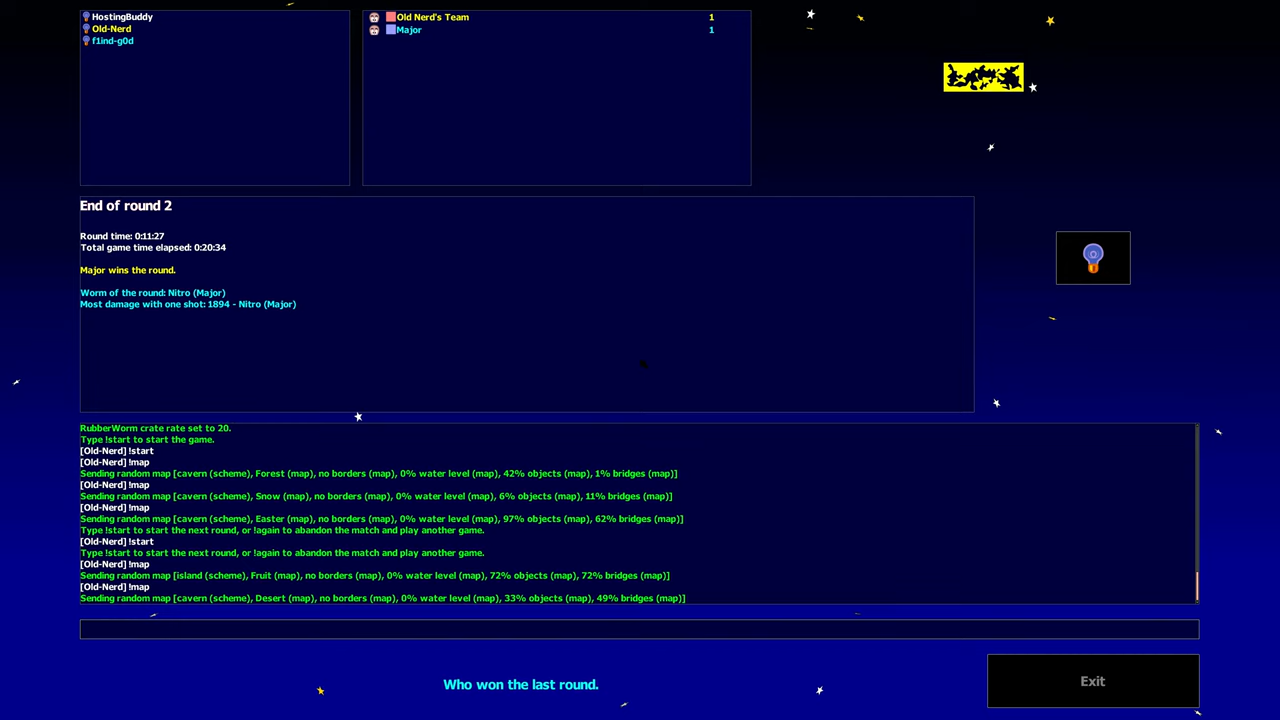 HostingBuddy
Old-Nerd
f1ind-g0d
Old Nerd's Team 1
Major 1
End of round 2
Round time: 0:11:27
Total game time elapsed: 0:20:34
Major wins the round.
Worm of the round: Nitro (Major)
Most damage with one shot: 1894 - Nitro (Major)
RubberWorm crate rate set to 20.
Type !start to start the game.
[Old-Nerd] !start
[Old-Nerd] !map
Sending random map [cavern (scheme), Forest (map), no borders (map), 0% water level (map), 42% objects (map), 1% bridges (map)]
[Old-Nerd] !map
Sending random map [cavern (scheme), Snow (map), no borders (map), 0% water level (map), 6% objects (map), 11% bridges (map)]
[Old-Nerd] !map
Sending random map [cavern (scheme), Easter (map), no borders (map), 0% water level (map), 97% objects (map), 62% bridges (map)]
Type !start to start the next round, or !again to abandon the match and play another game.
[Old-Nerd] !start
Type !start to start the next round, or !again to abandon the match and play another game.
[Old-Nerd] !map
Sending random map [island (scheme), Fruit (map), no borders (map), 0% water level (map), 72% objects (map), 72% bridges (map)]
[Old-Nerd] !map
Sending random map [cavern (scheme), Desert (map), no borders (map), 0% water level (map), 33% objects (map), 49% bridges (map)]
Who won the last round.
Exit